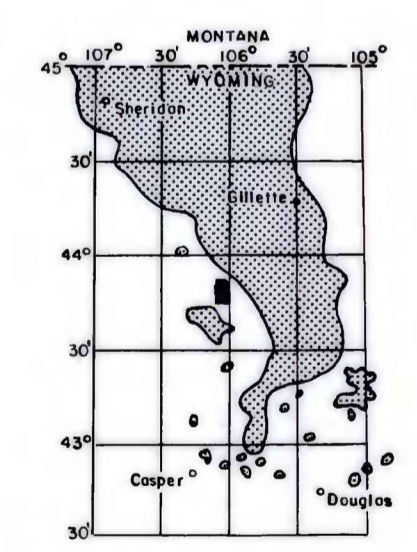 MONTANA
45° 107° 30' 106° 30' 105°
WYOMING
Sheridan
30'
Gillette
44°
30'
43°
Casper
Douglas
30'